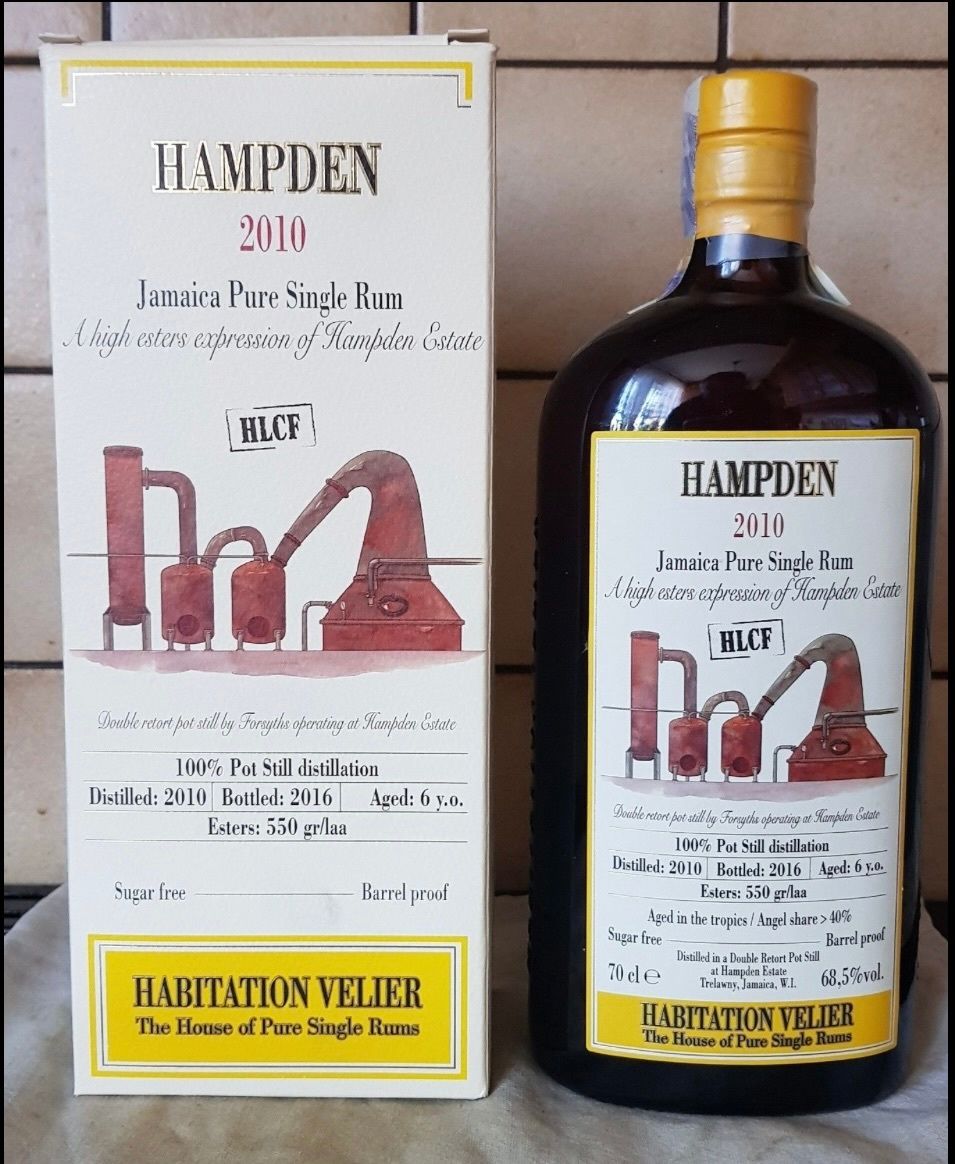 HAMPDEN
2010
Jamaica Pure Single Rum
A high esters expression of Hampden Estate
HLCF
Double retort pot still by Forsyths operating at Hampden Estate
100% Pot Still distillation
Distilled: 2010 Bottled: 2016 Aged: 6 y.o.
Esters: 550 gr/laa
Sugar free Barrel proof
HABITATION VELIER
The House of Pure Single Rums
HAMPDEN
2010
Jamaica Pure Single Rum
A high esters expression of Hampden Estate
HLCF
Double retort pot still by Forsyths operating at Hampden Estate
100% Pot Still distillation
Distilled: 2010 Bottled: 2016 Aged: 6 y.o.
Esters: 550 gr/laa
Aged in the tropics / Angel share > 40%
Sugar free Barrel proof
Distilled in a Double Retort Pot Still
at Hampden Estate
Trelawny, Jamaica, W.I.
70 cl e 68,5%vol.
HABITATION VELIER
The House of Pure Single Rums